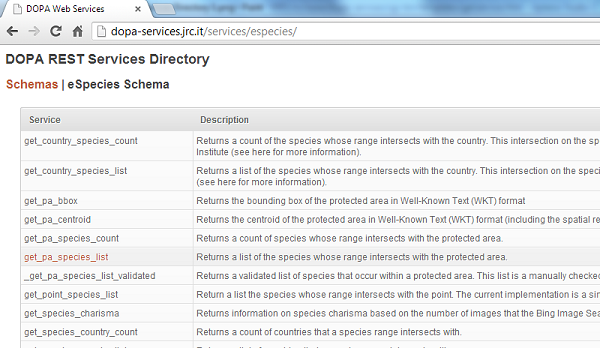 DOPA Web Services
dopa-services.jrc.it/services/especies/
DOPA REST Services Directory
Schemas | eSpecies Schema
Service Description
get_country_species_count Returns a count of the species whose range intersects with the country. This intersection on the spe
Institute (see here for more information).
get_country_species_list Returns a list of the species whose range intersects with the country. This intersection on the specie
(see here for more information).
get_pa_bbox Returns the bounding box of the protected area in Well-Known Text (WKT) format
get_pa_centroid Returns the centroid of the protected area in Well-Known Text (WKT) format (including the spatial re
get_pa_species_count Returns a count of species whose range intersects with the protected area.
get_pa_species_list Returns a list of the species whose range intersects with the protected area.
_get_pa_species_list_validated Returns a validated list of species that occur within a protected area. This list is a manually checked
get_point_species_list Return a list the species whose range intersects with the point. The current implementation is a sin
get_species_charisma Returns information on species charisma based on the number of images that the Bing Image Sea
get_species_country_count Returns a count of countries that a species range intersects with.